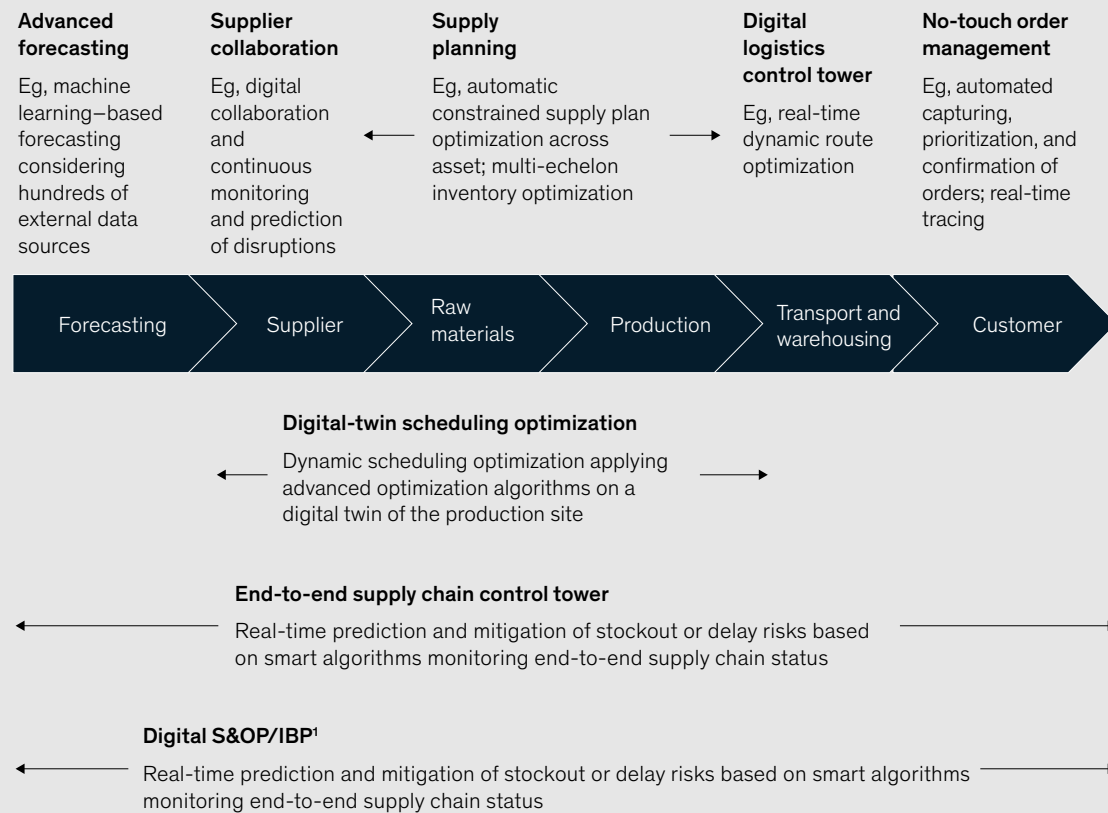 Advanced
forecasting
Eg, machine
learning–based
forecasting
considering
hundreds of
external data
sources
Supplier
collaboration
Eg, digital
collaboration
and
continuous
monitoring
and prediction
of disruptions
Supply
planning
Eg, automatic
constrained supply plan
optimization across
asset; multi-echelon
inventory optimization
Digital
logistics
control tower
Eg, real-time
dynamic route
optimization
No-touch order
management
Eg, automated
capturing,
prioritization, and
confirmation of
orders; real-time
tracing
Forecasting
Supplier
Raw
materials
Production
Transport and
warehousing
Customer
Digital-twin scheduling optimization
Dynamic scheduling optimization applying
advanced optimization algorithms on a
digital twin of the production site
End-to-end supply chain control tower
Real-time prediction and mitigation of stockout or delay risks based
on smart algorithms monitoring end-to-end supply chain status
Digital S&OP/IBP¹
Real-time prediction and mitigation of stockout or delay risks based on smart algorithms
monitoring end-to-end supply chain status